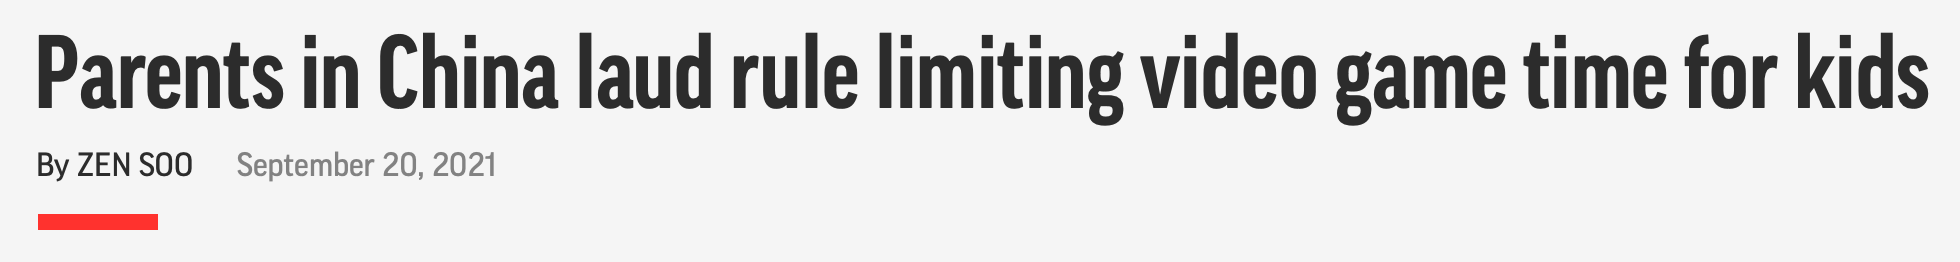 Parents in China laud rule limiting video game time for kids
By ZEN SOO September 20, 2021